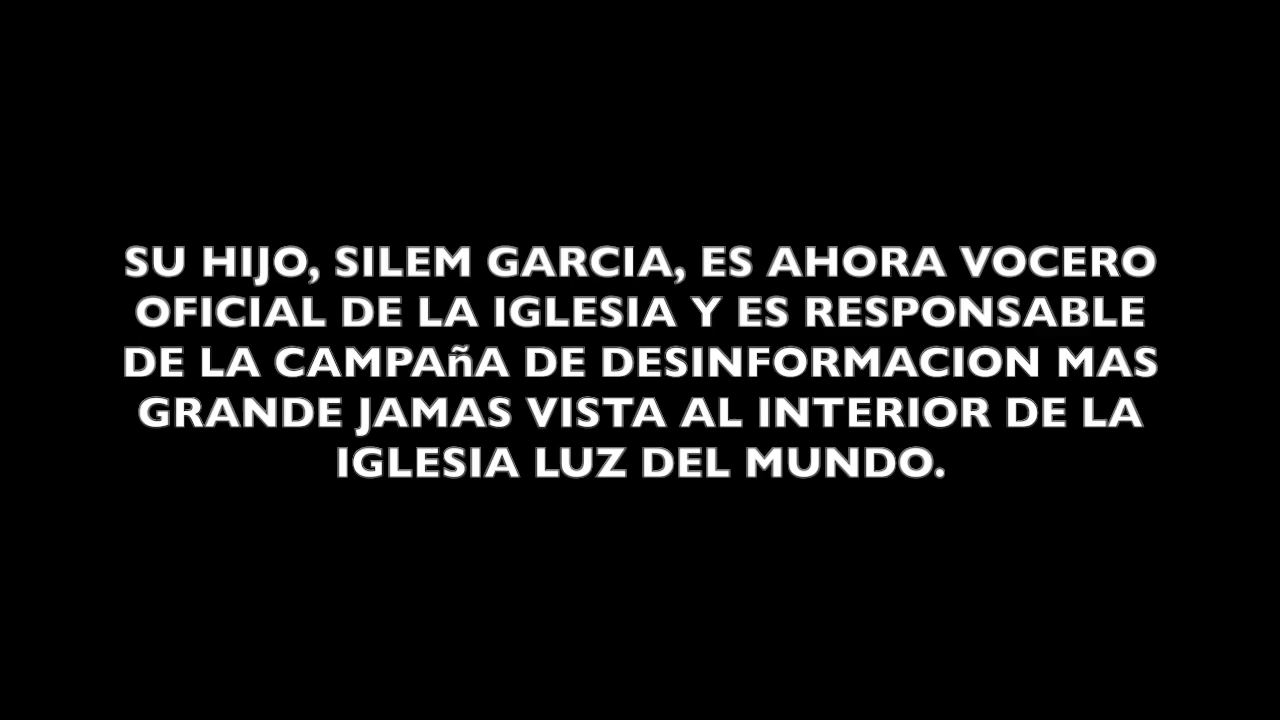 SU HIJO, SILEM GARCIA, ES AHORA VOCERO
OFICIAL DE LA IGLESIA Y ES RESPONSABLE
DE LA CAMPAñA DE DESINFORMACION MAS
GRANDE JAMAS VISTA AL INTERIOR DE LA
IGLESIA LUZ DEL MUNDO.